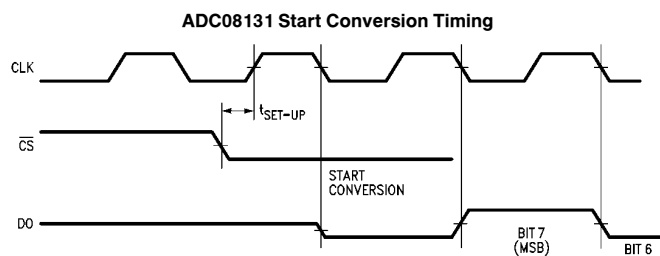 ADC08131 Start Conversion Timing
CLK
tSET-UP
CS
START
CONVERSION
DO
BIT 7
(MSB)
BIT 6